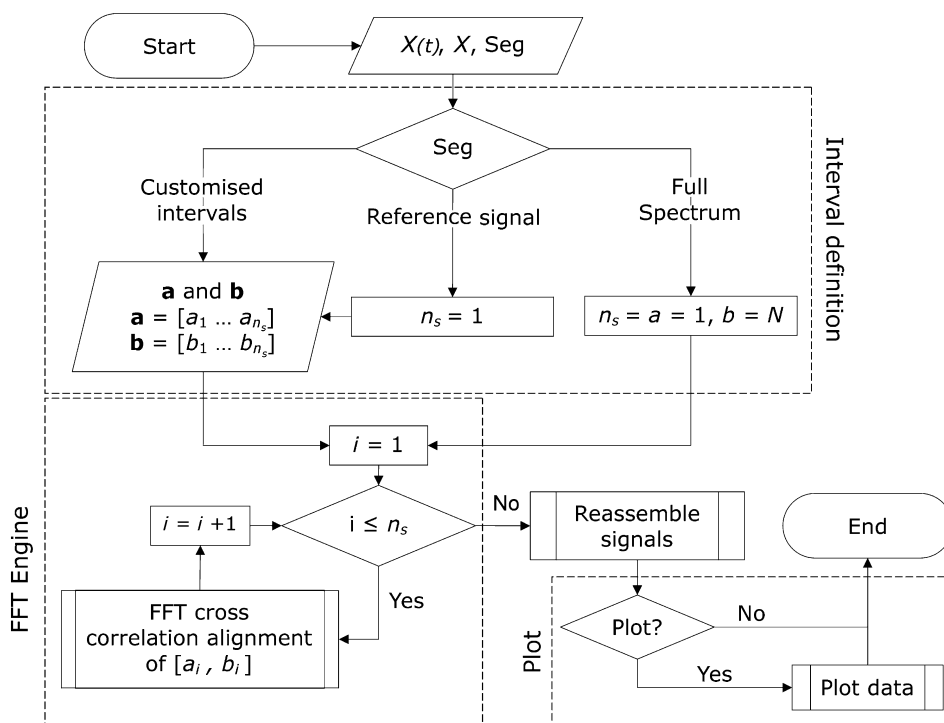 Start
X(t), X, Seg
Seg
Customised
intervals
Reference signal
Full
Spectrum
Interval definition
a and b
a = [a₁ ... aₙₛ]
b = [b₁ ... bₙₛ]
nₛ = 1
nₛ = a = 1, b = N
i = 1
i = i +1
i ≤ nₛ
No
Reassemble
signals
End
Yes
FFT Engine
FFT cross
correlation alignment
of [aᵢ , bᵢ ]
Plot
Plot?
No
Yes
Plot data